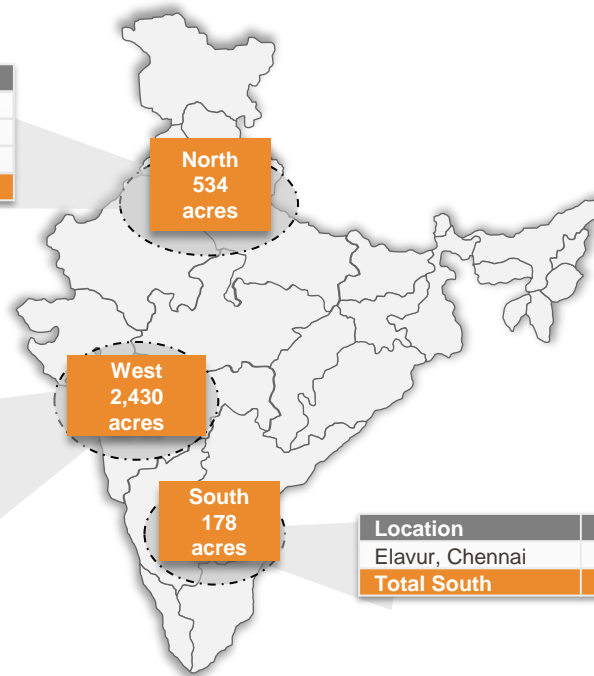 North
534
acres
West
2,430
acres
South
178
acres
Location
Elavur, Chennai
Total South